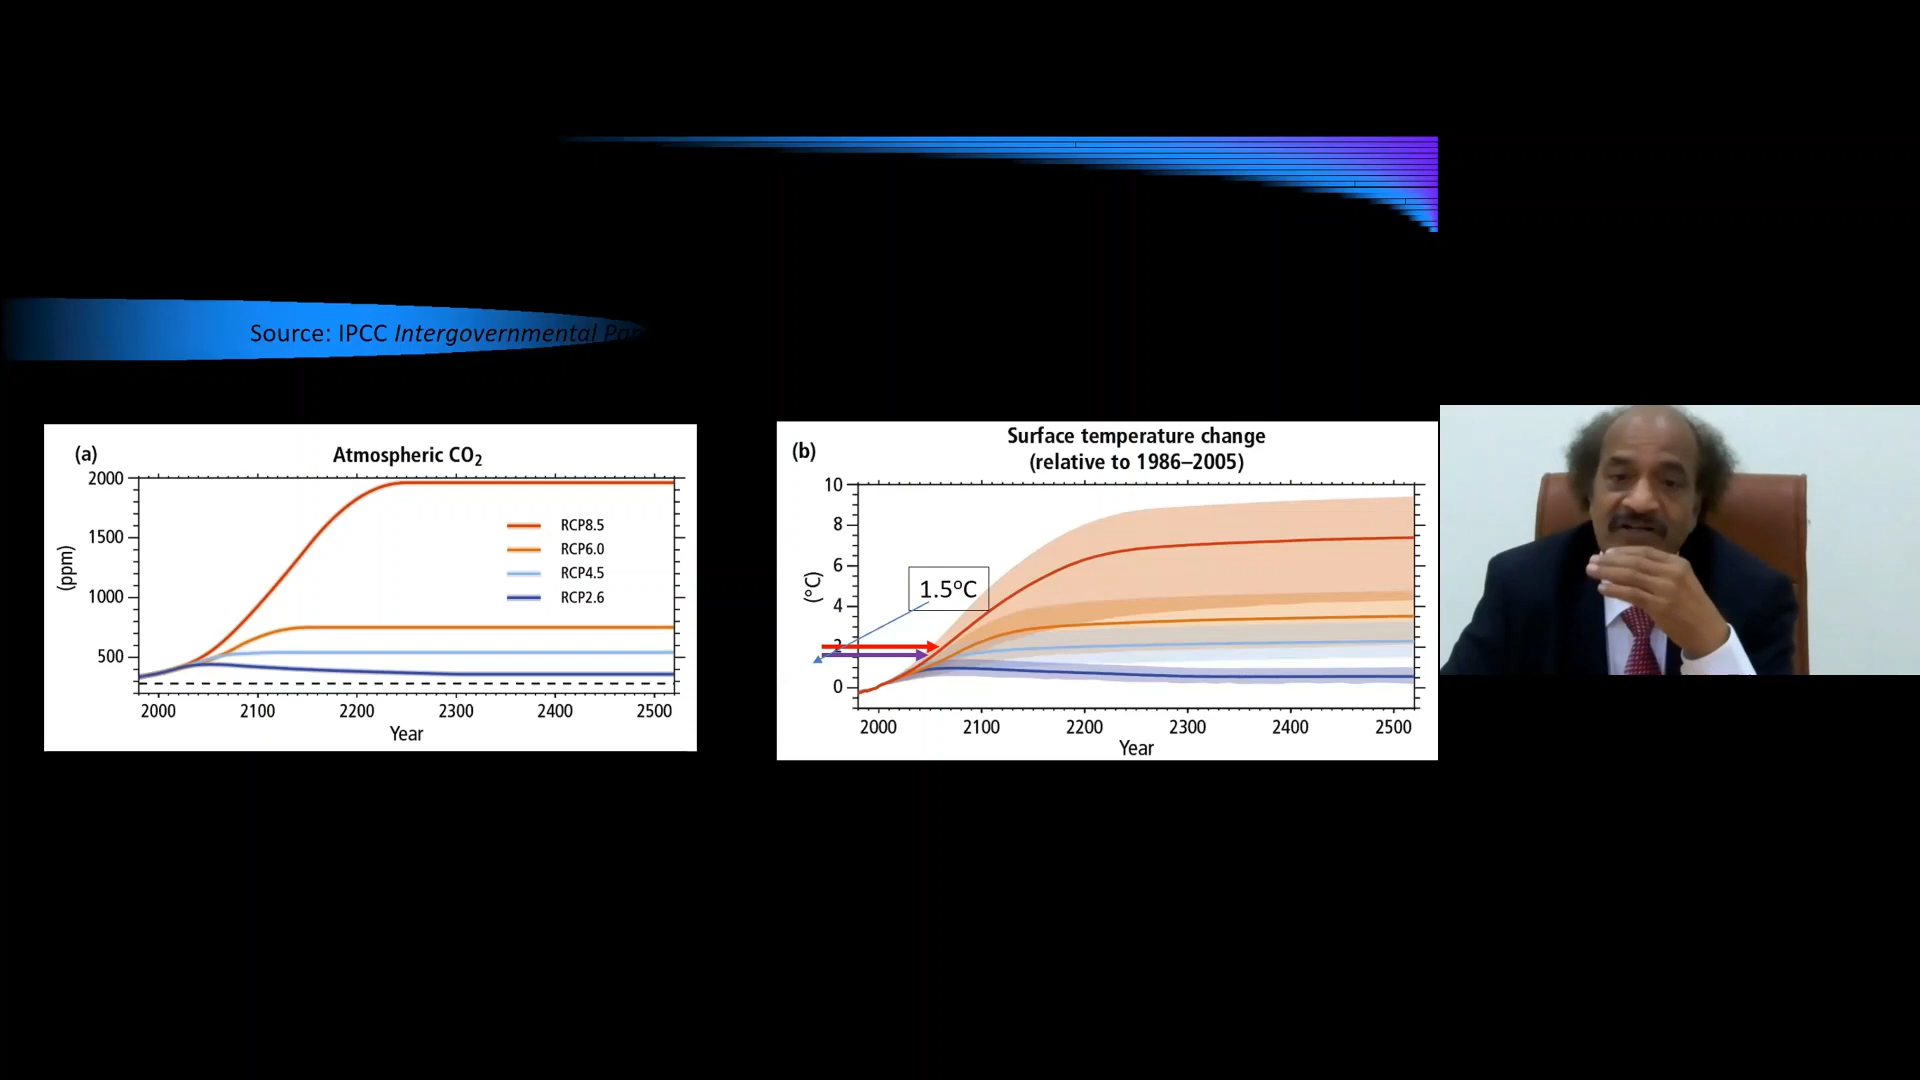 Source: IPCC Intergovernmental
(a)
Atmospheric CO₂
2000
1500
1000
500
(ppm)
RCP8.5
RCP6.0
RCP4.5
RCP2.6
2000 2100 2200 2300 2400 2500
Year
(b)
Surface temperature change
(relative to 1986–2005)
10
8
6
4
2
0
(°C)
1.5°C
2000 2100 2200 2300 2400 2500
Year